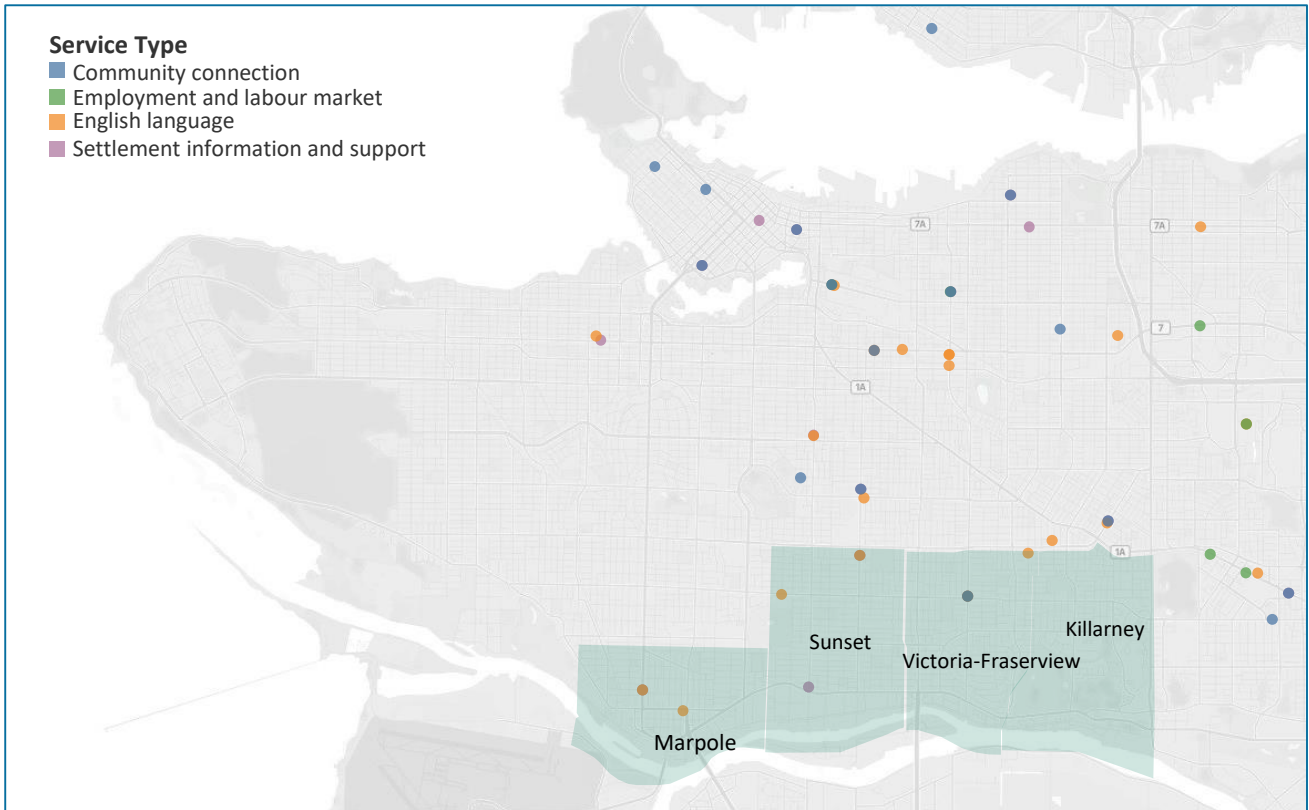 Service Type
Community connection
Employment and labour market
English language
Settlement information and support
7A
7A
7
1A
1A
Killarney
Sunset
Victoria-Fraserview
Marpole